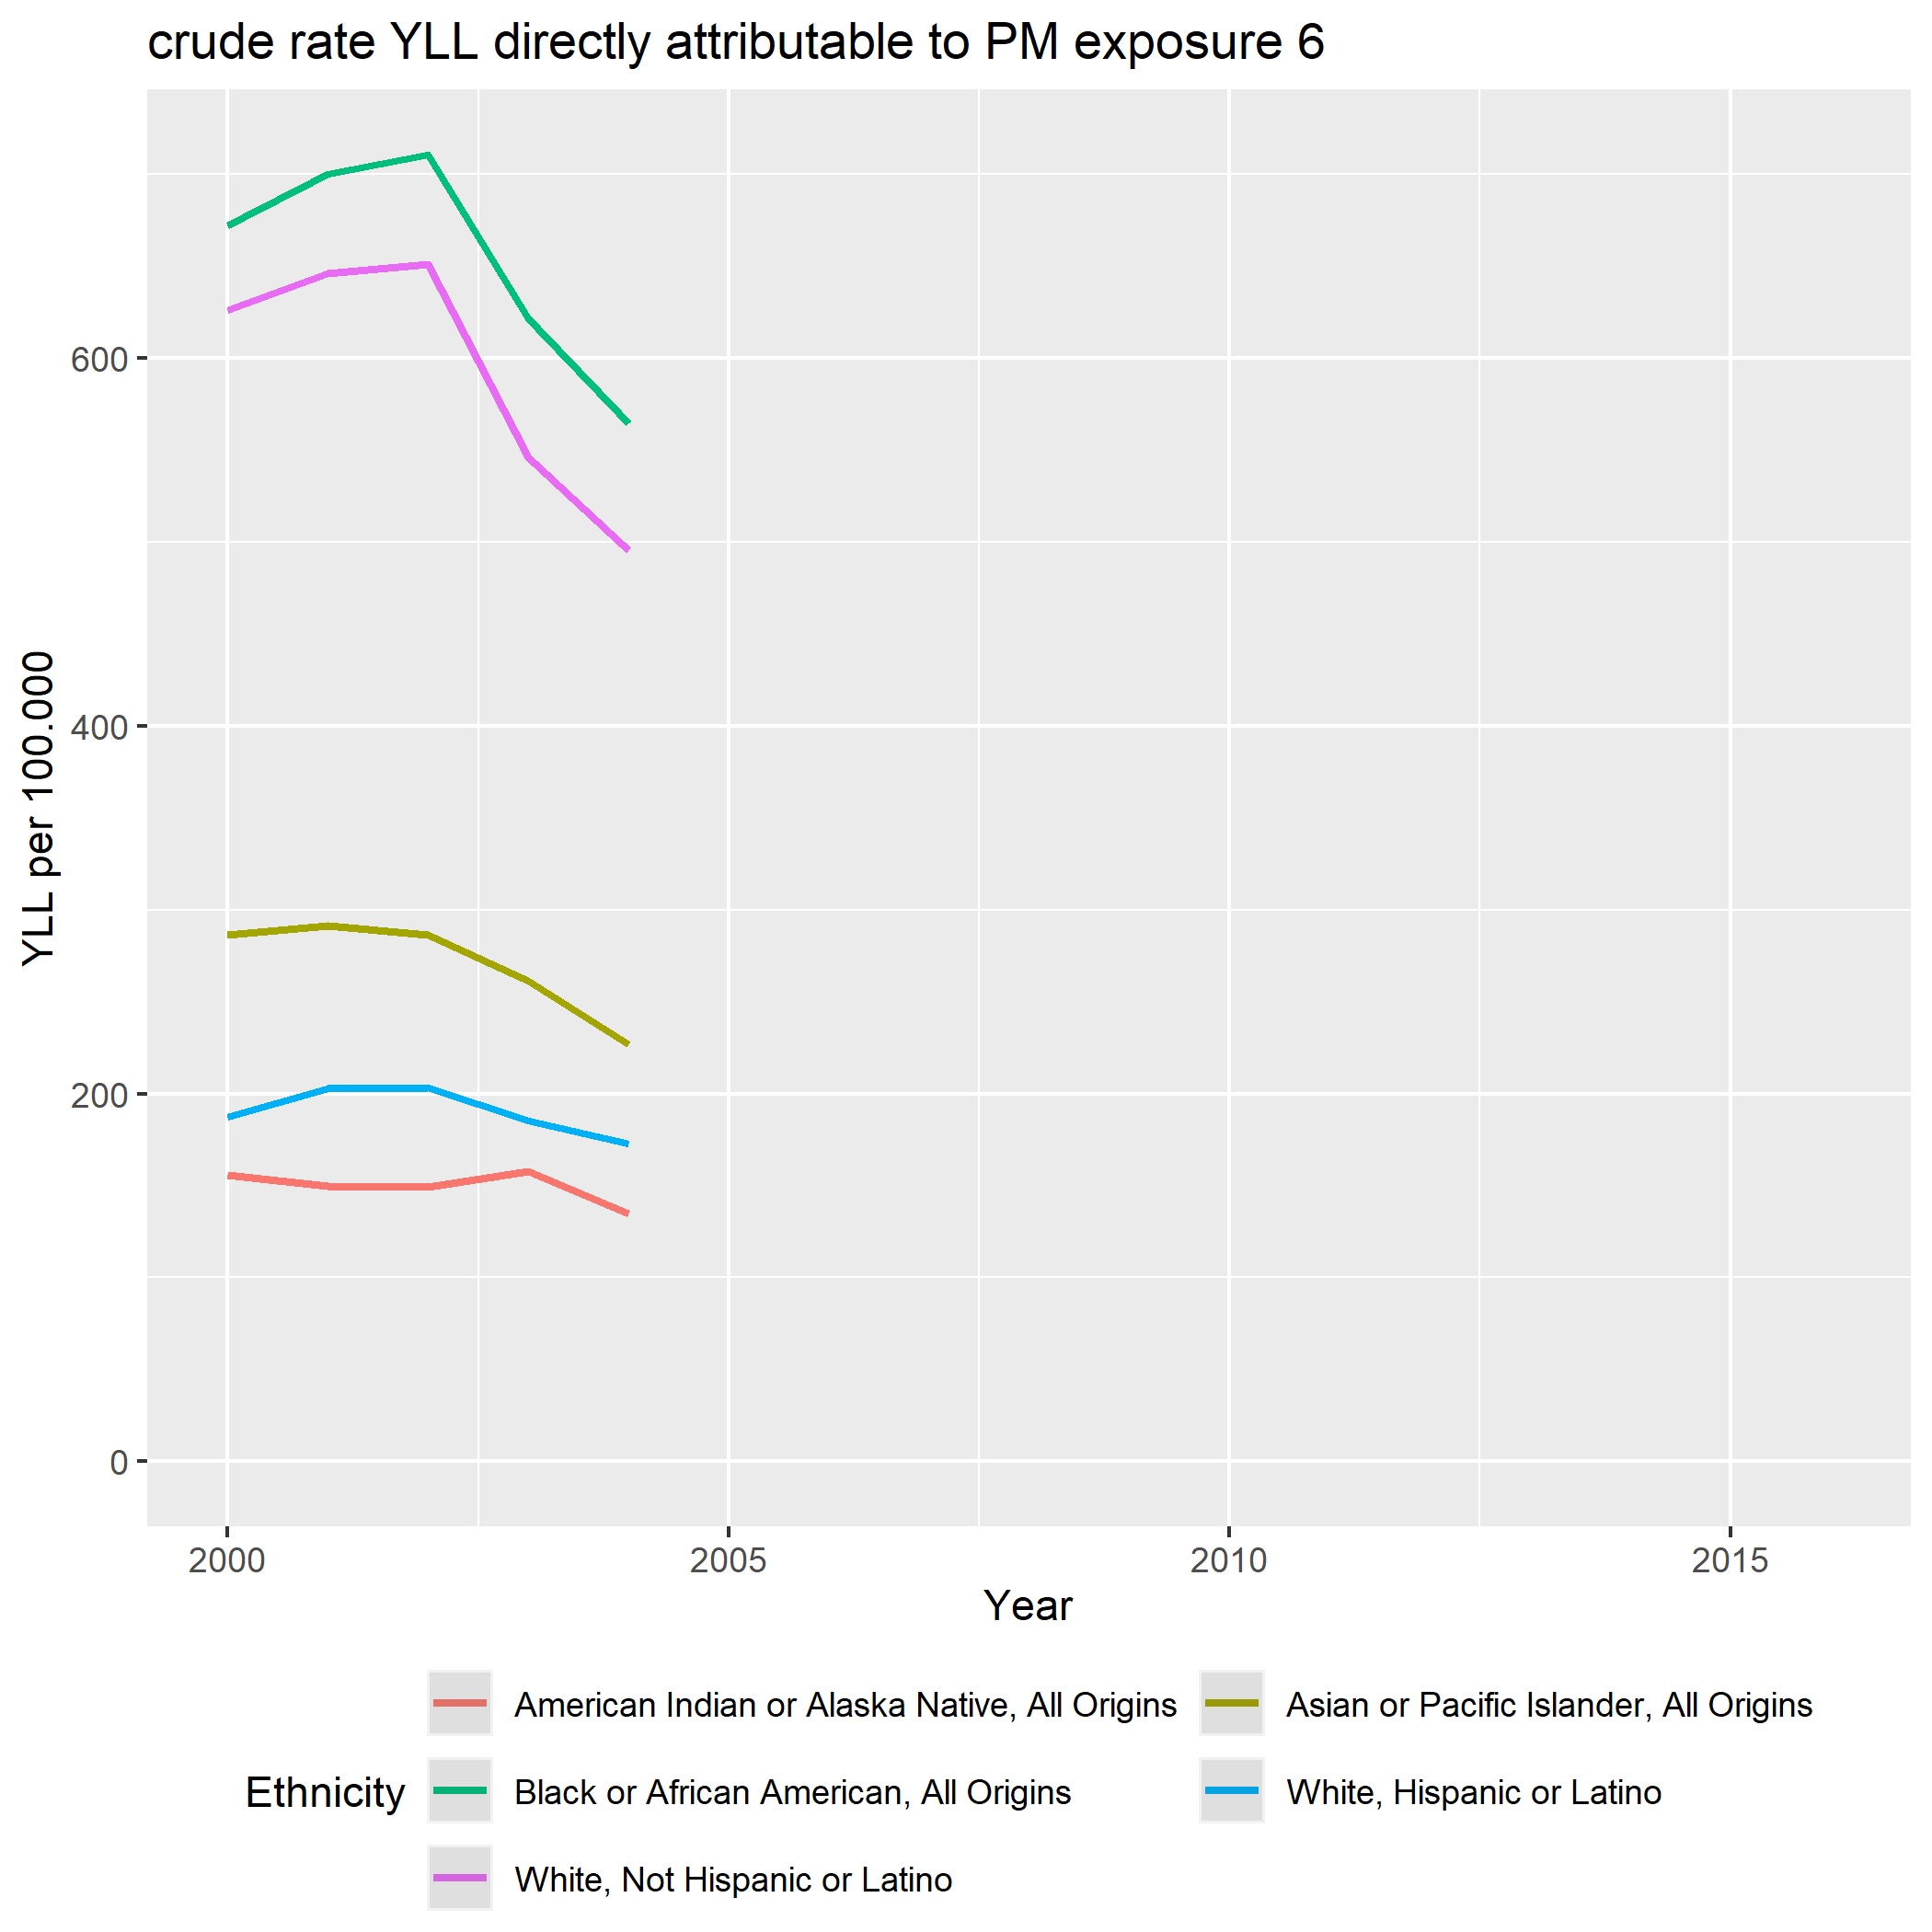 crude rate YLL directly attributable to PM exposure 6
YLL per 100.000
600
400
200
0
2000 2005 2010 2015
Year
Ethnicity
American Indian or Alaska Native, All Origins Asian or Pacific Islander, All Origins
Black or African American, All Origins White, Hispanic or Latino
White, Not Hispanic or Latino